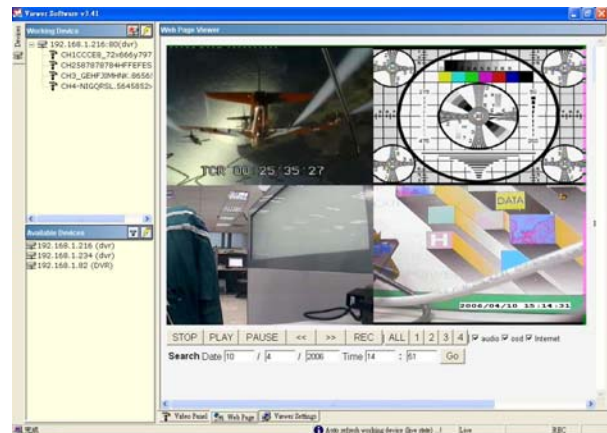 Viewer Software v3.41
Devices
Working Device
192.168.1.216:80(dvr)
Available Devices
192.168.1.216 (dvr)
192.168.1.234 (dvr)
192.168.1.82 (DVR)
Web Page Viewer
TCR 00:25:35:27
DATA
H
2006/04/10 15:14:31
STOP PLAY PAUSE << >> REC ALL 1 2 3 4 audio osd Internet
Search Date 10 / 4 / 2006 Time 14 : 61 Go
Video Panel Web Page Viewer Settings
完成 Auto refresh working device (live state) ..! Live REC